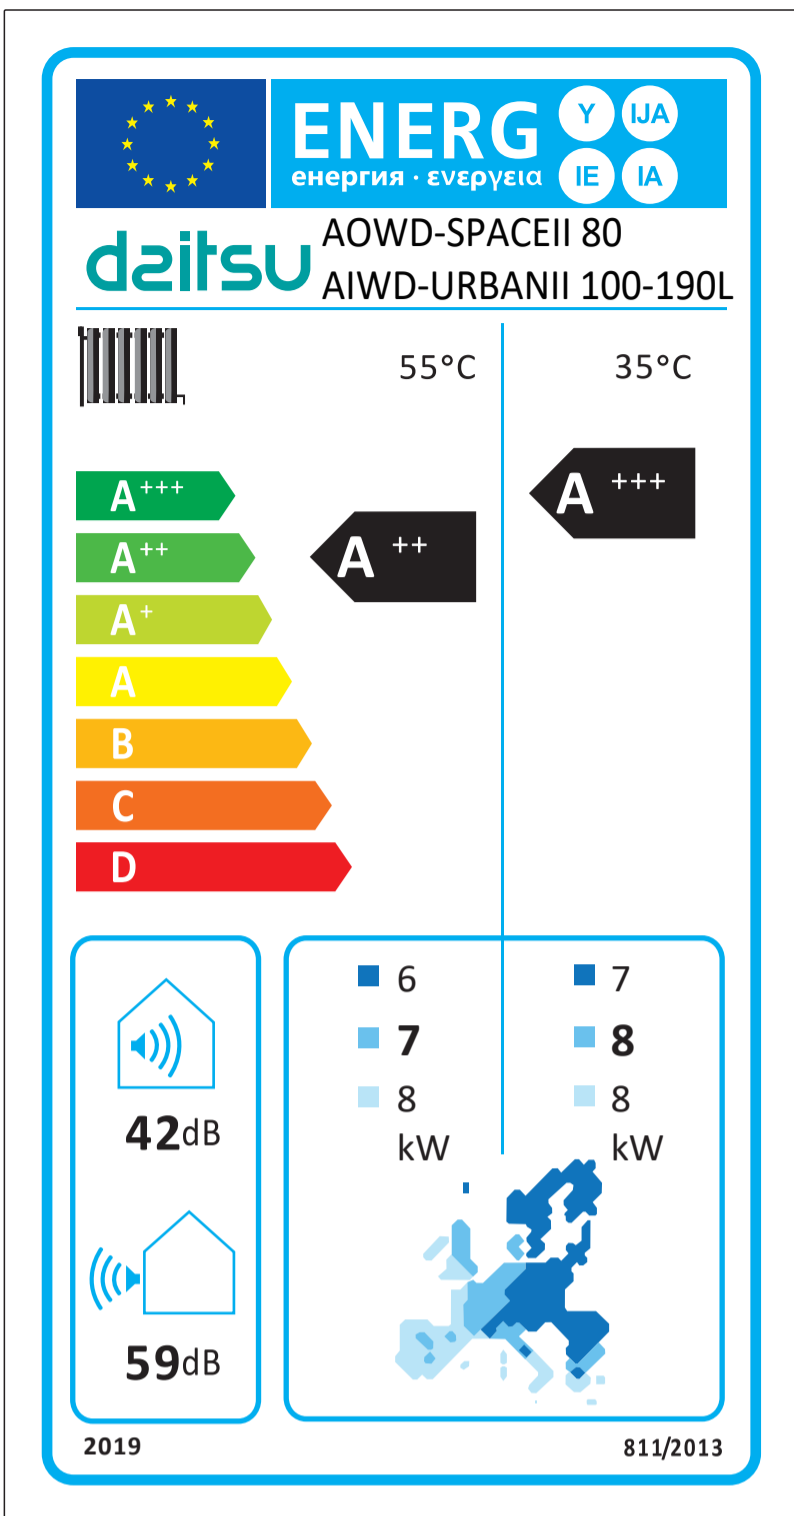 ENERG Y IJA
енергия · ενεργεια IE IA
daitsu
AOWD-SPACEII 80
AIWD-URBANII 100-190L
55°C 35°C
A+++
A++
A+
A
B
C
D
A++
A+++
42dB
59dB
6
7
8
kW
7
8
8
kW
2019 811/2013